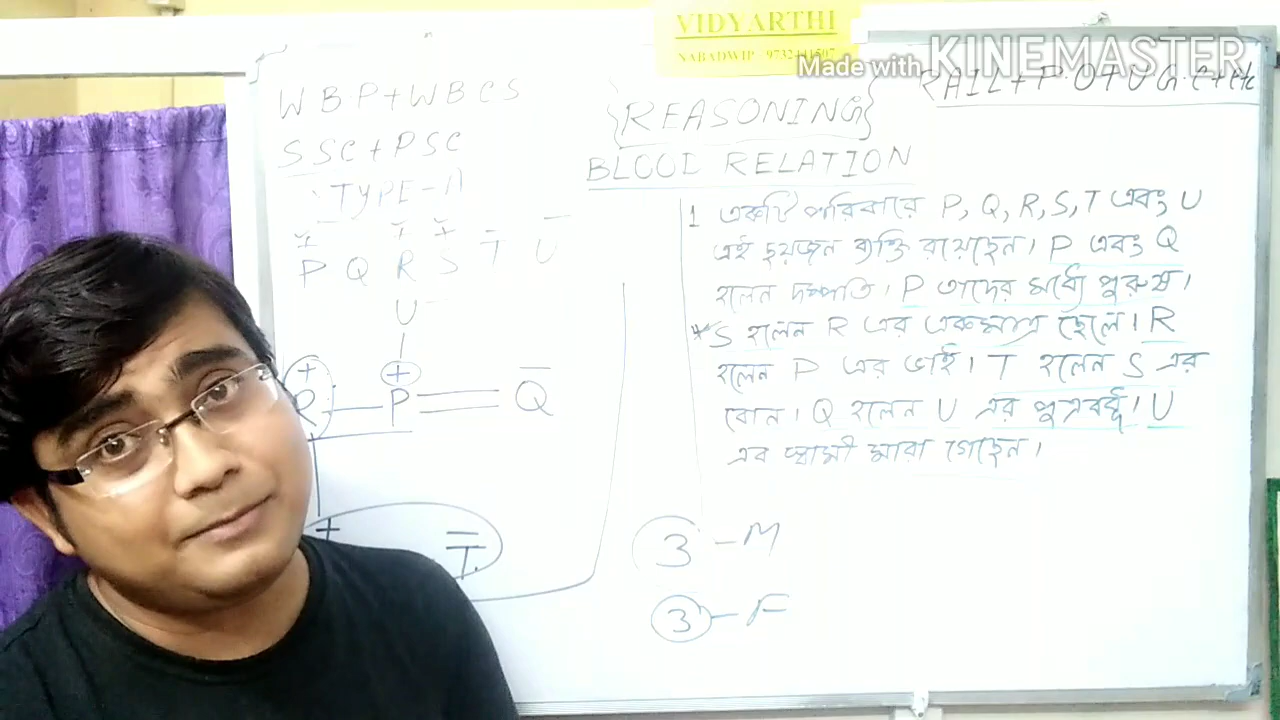 VIDYARTHI
NABADWIP 9732441507
Made with KINEMASTER
RAIL + P.O + U G.C + Etc
WBP + WBCS
SSC + PSC
TYPE - A
{REASONING}
BLOOD RELATION
P Q R S T U
U
+ + −
R P Q
+ −
T
1 একটি পরিবারে P, Q, R, S, T এবং U
এই ছয়জন ব্যক্তি রয়েছেন। P এবং Q
হলেন দম্পতি। P তাদের মধ্যে পুরুষ।
* S হলেন R এর একমাত্র ছেলে। R
হলেন P এর ভাই। T হলেন S এর
বোন। Q হলেন U এর পুত্রবধূ। U
এব স্বামী মারা গেছেন।
3 – M
3 – F